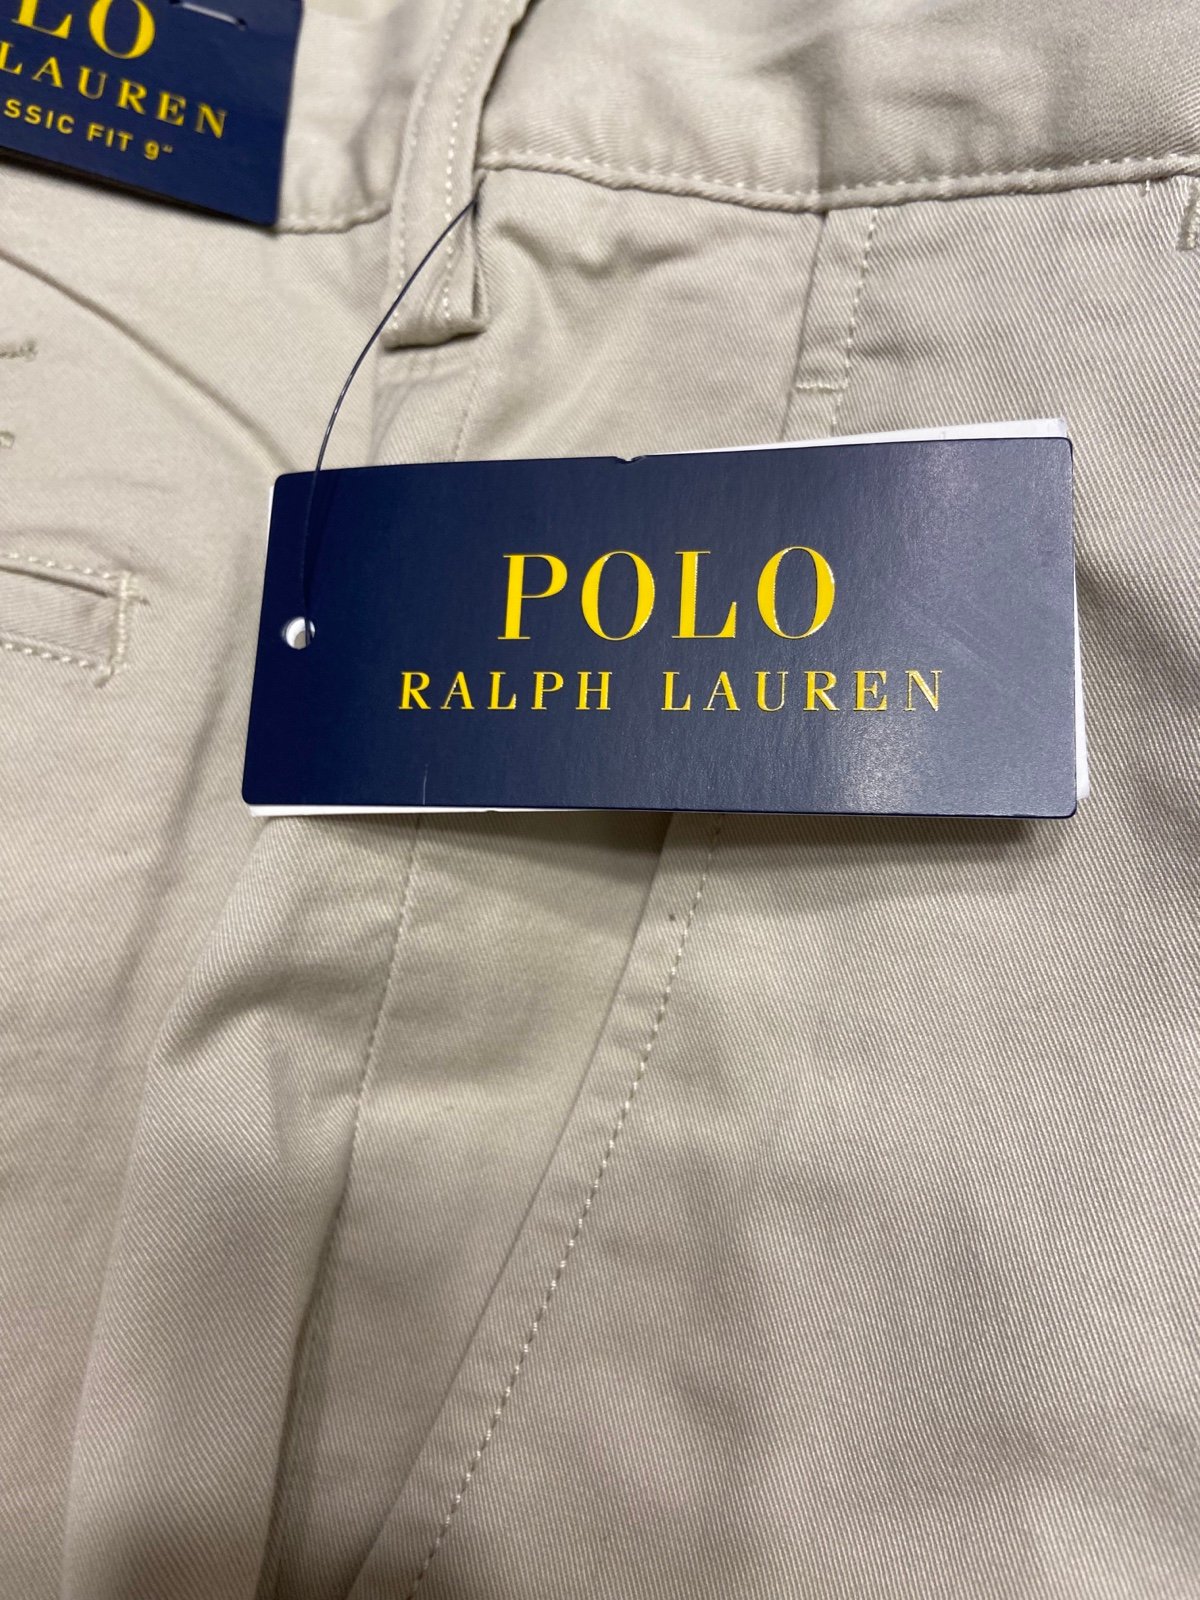 LO
LAUREN
SSIC FIT 9"
POLO
RALPH LAUREN